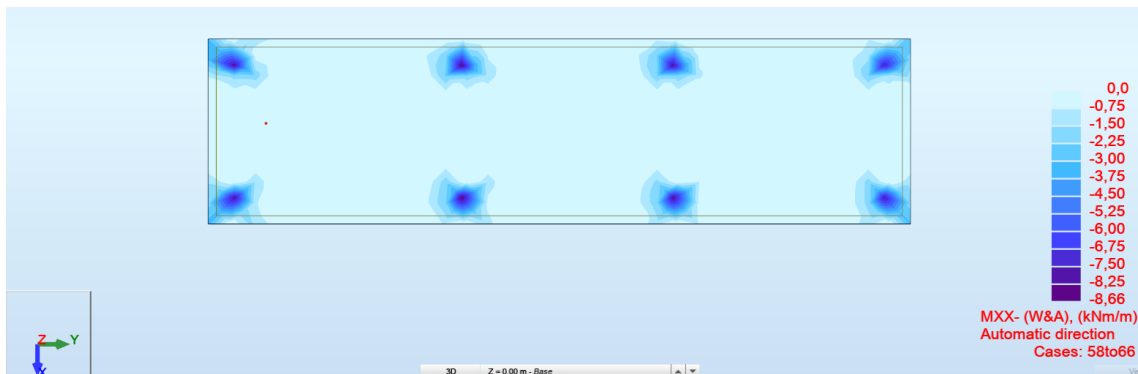 0,0
-0,75
-1,50
-2,25
-3,00
-3,75
-4,50
-5,25
-6,00
-6,75
-7,50
-8,25
-8,66
MXX- (W&A), (kNm/m)
Automatic direction
Cases: 58to66
Z
Y
X
3D Z = 0.00 m - Base